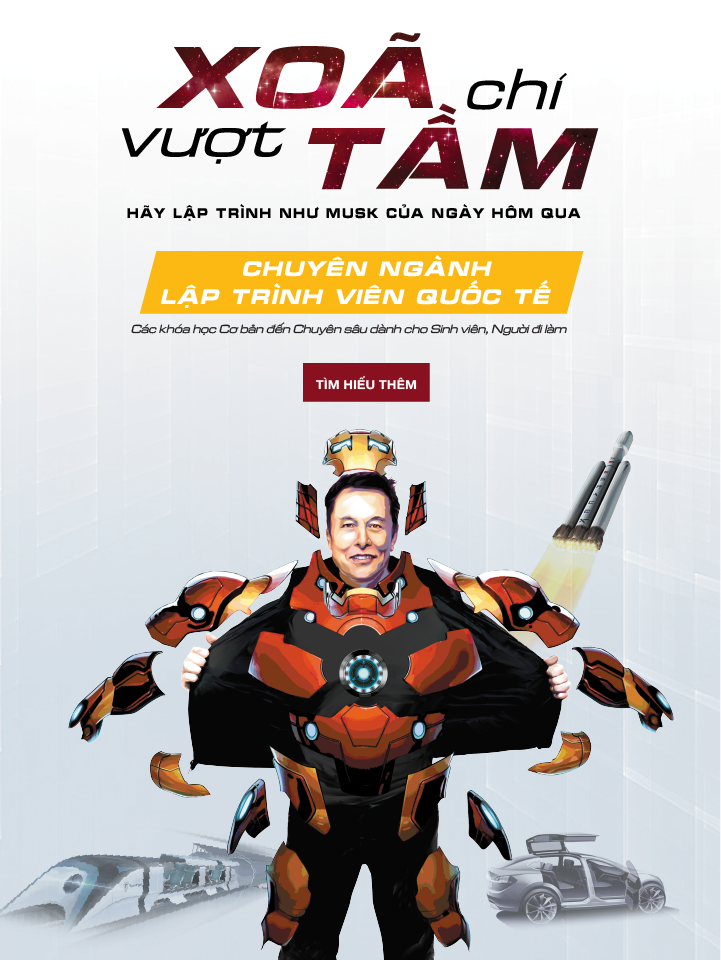 XOÃ chí
vượt TẦM
HÃY LẬP TRÌNH NHƯ MUSK CỦA NGÀY HÔM QUA
CHUYÊN NGÀNH
LẬP TRÌNH VIÊN QUỐC TẾ
Các khóa học Cơ bản đến Chuyên sâu dành cho Sinh viên, Người đi làm
TÌM HIỂU THÊM